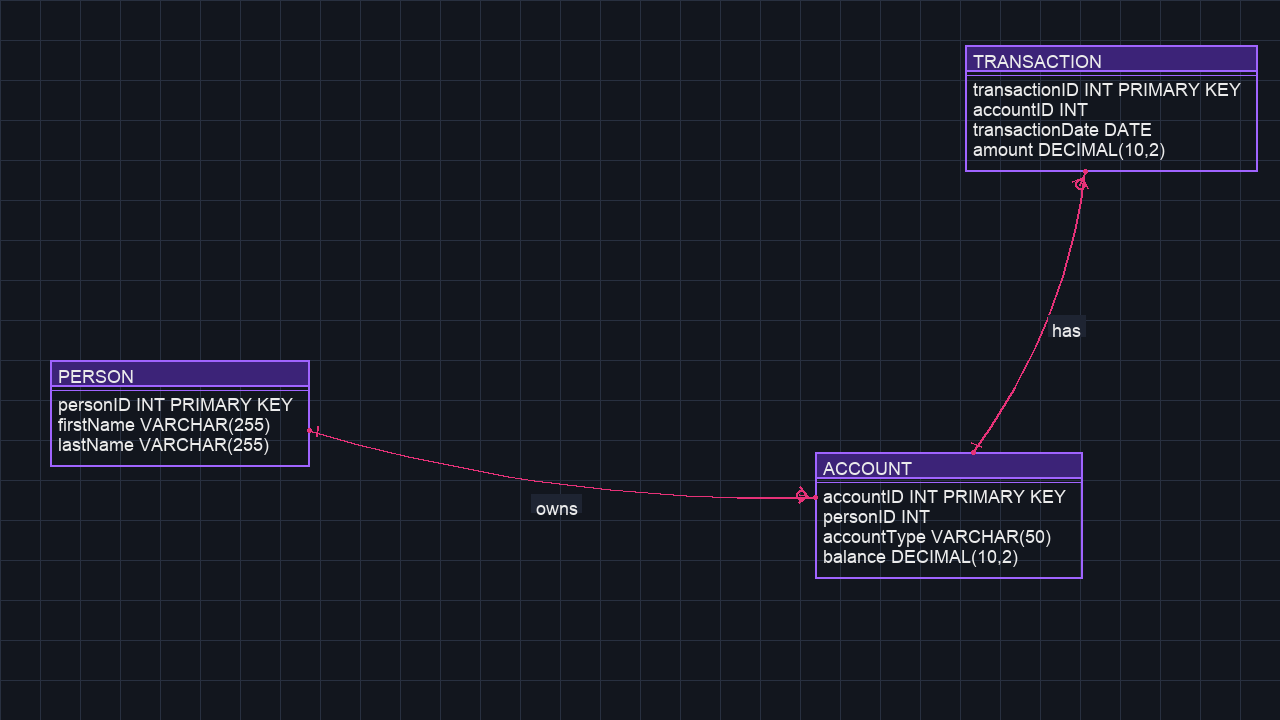 TRANSACTION
transactionID INT PRIMARY KEY
accountID INT
transactionDate DATE
amount DECIMAL(10,2)
has
PERSON
personID INT PRIMARY KEY
firstName VARCHAR(255)
lastName VARCHAR(255)
owns
ACCOUNT
accountID INT PRIMARY KEY
personID INT
accountType VARCHAR(50)
balance DECIMAL(10,2)